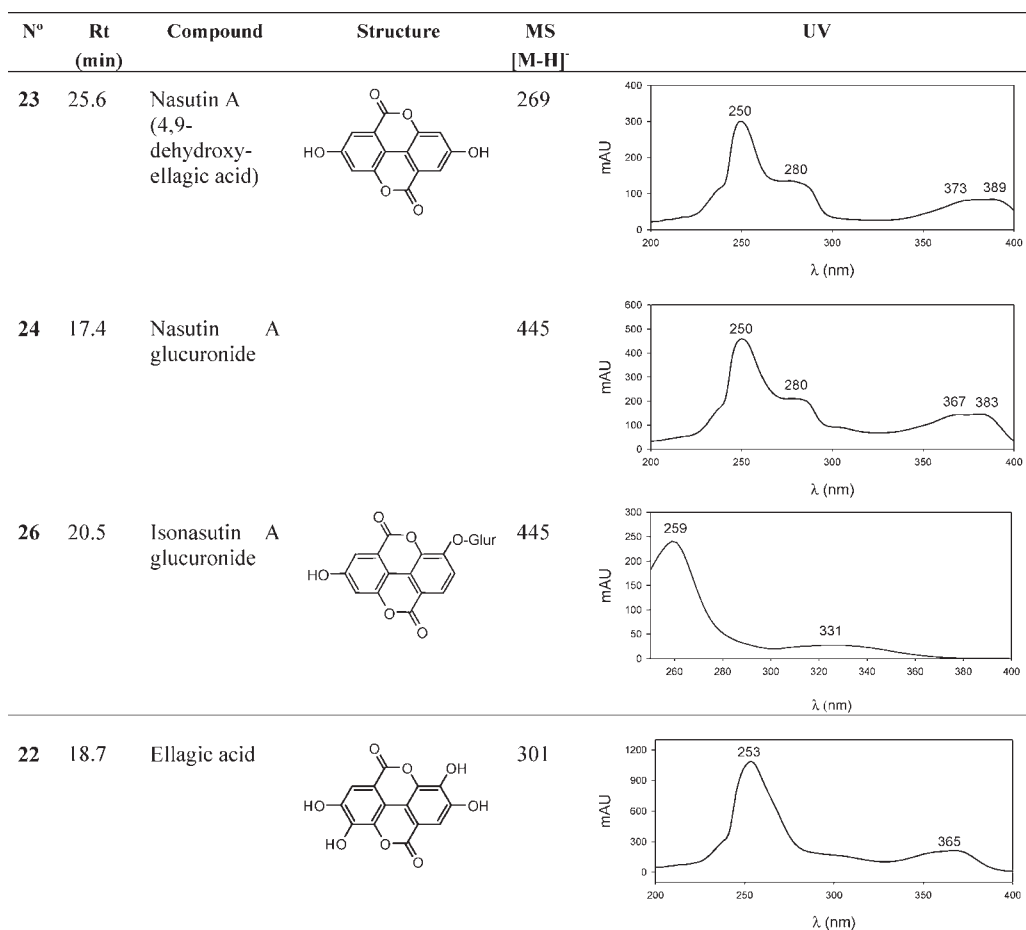 Nº Rt (min) Compound Structure MS [M-H]- UV
23 25.6 Nasutin A (4,9-dehydroxy-ellagic acid) 269
O
O
HO
OH
O
O
400
300
200
100
0
mAU
250
280
373 389
200 250 300 350 400
λ (nm)
24 17.4 Nasutin A glucuronide 445
600
500
400
300
200
100
0
mAU
250
280
367 383
200 250 300 350 400
λ (nm)
26 20.5 Isonasutin A glucuronide 445
O
O
O-Glur
HO
O
O
300
250
200
150
100
50
0
mAU
259
331
260 280 300 320 340 360 380 400
λ (nm)
22 18.7 Ellagic acid 301
O
O
OH
HO
OH
HO
O
O
1200
900
600
300
0
mAU
253
365
200 250 300 350 400
λ (nm)